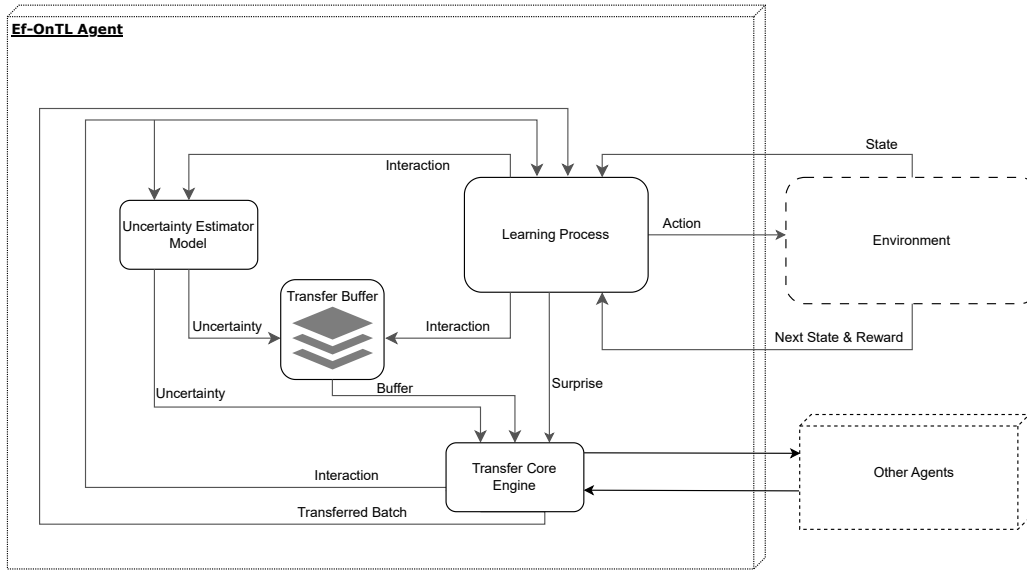 Ef-OnTL Agent
State
Interaction
Uncertainty Estimator
Model
Learning Process
Action
Environment
Transfer Buffer
Uncertainty
Interaction
Next State & Reward
Buffer
Surprise
Uncertainty
Transfer Core
Engine
Other Agents
Interaction
Transferred Batch